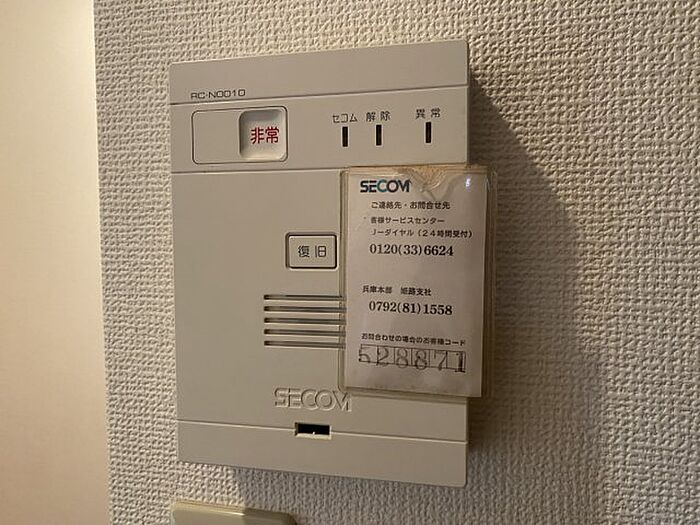 RC-N0010
非常
セコム 解除 異常
SECOM
ご連絡先・お問合せ先
客様サービスセンター
ーダイヤル(24時間受付)
0120(33)6624
復旧
兵庫本部 姫路支社
0792(81)1558
お問合わせの場合のお客様コード
528871
SECOM